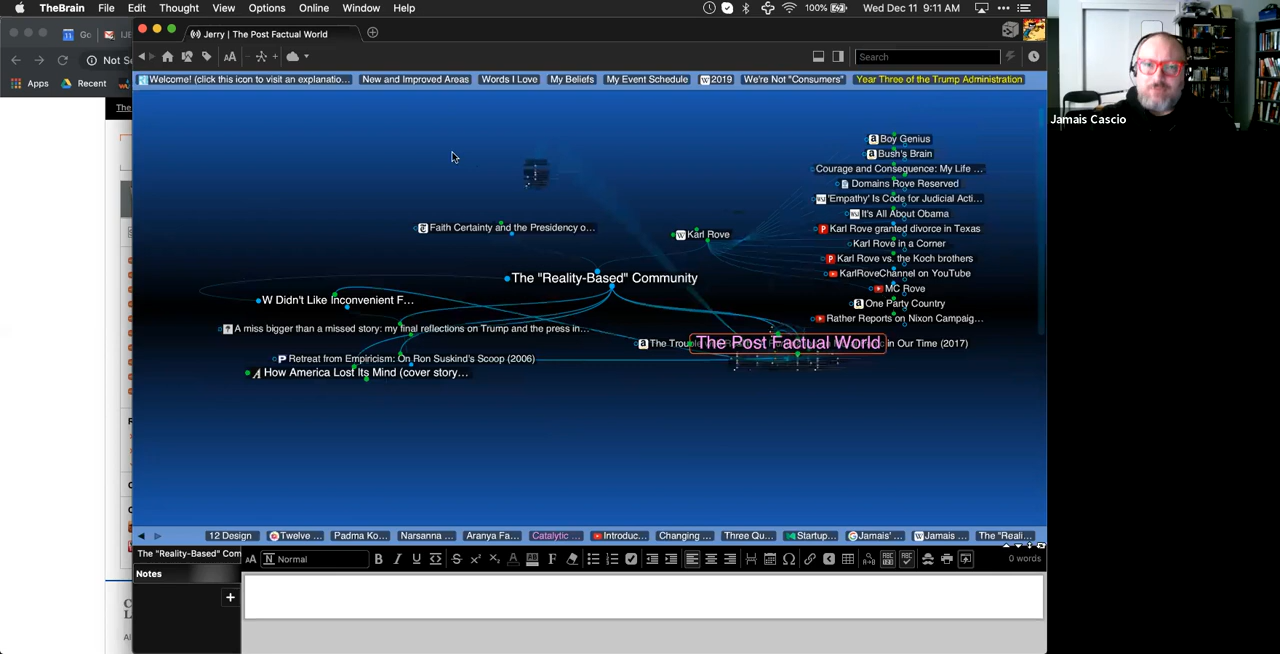 TheBrain File Edit Thought View Options Online Window Help 100% Wed Dec 11 9:11 AM
Jerry | The Post Factual World
Not S
Search
Apps Recent
Welcome! (click this icon to visit an explanatio... New and Improved Areas Words I Love My Beliefs My Event Schedule 2019 We're Not "Consumers" Year Three of the Trump Administration
Jamais Cascio
Boy Genius
Bush's Brain
Courage and Consequence: My Life ...
Domains Rove Reserved
'Empathy' Is Code for Judicial Acti...
It's All About Obama
Faith Certainty and the Presidency o...
Karl Rove
Karl Rove granted divorce in Texas
Karl Rove in a Corner
Karl Rove vs. the Koch brothers
KarlRoveChannel on YouTube
The "Reality-Based" Community
MC Rove
W Didn't Like Inconvenient F...
One Party Country
Rather Reports on Nixon Campaig...
A miss bigger than a missed story: my final reflections on Trump and the press in...
The Post Factual World
in Our Time (2017)
Retreat from Empiricism: On Ron Suskind's Scoop (2006)
How America Lost Its Mind (cover story...
12 Design Twelve ... Padma Ko... Narsanna ... Aranya Fa... Catalytic ... Introduc... Changing ... Three Qu... Startup... Jamais' ... Jamais ... The "Reali...
The "Reality-Based" Com
Normal
0 words
Notes